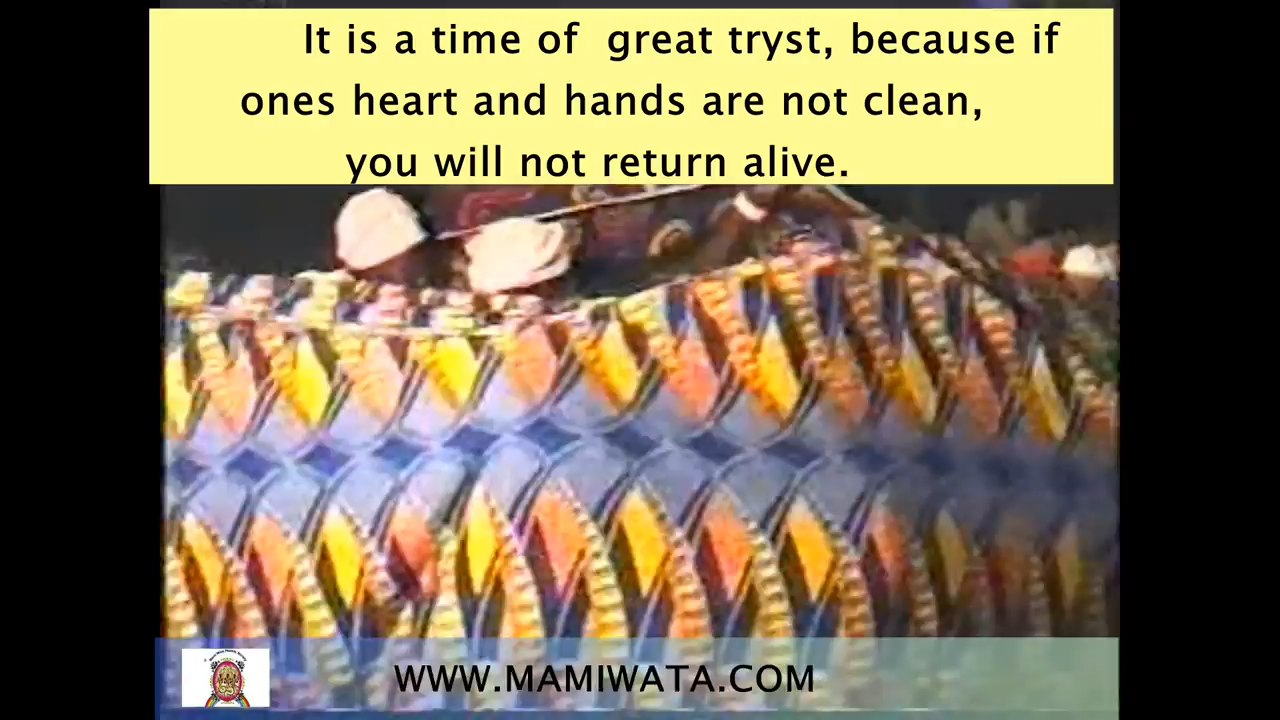 It is a time of  great tryst, because if
ones heart and hands are not clean,
you will not return alive.
WWW.MAMIWATA.COM